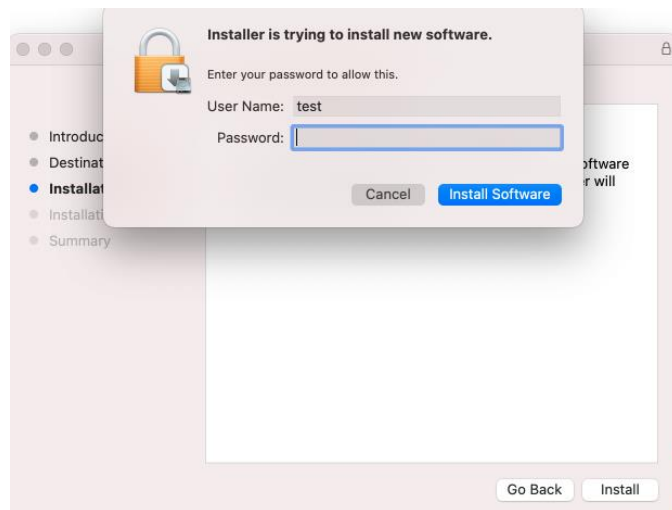 Installer is trying to install new software.
Enter your password to allow this.
User Name: test
Password:
Cancel Install Software
Introduc
Destinat
oftware
Installat
r will
Installati
Summary
Go Back Install